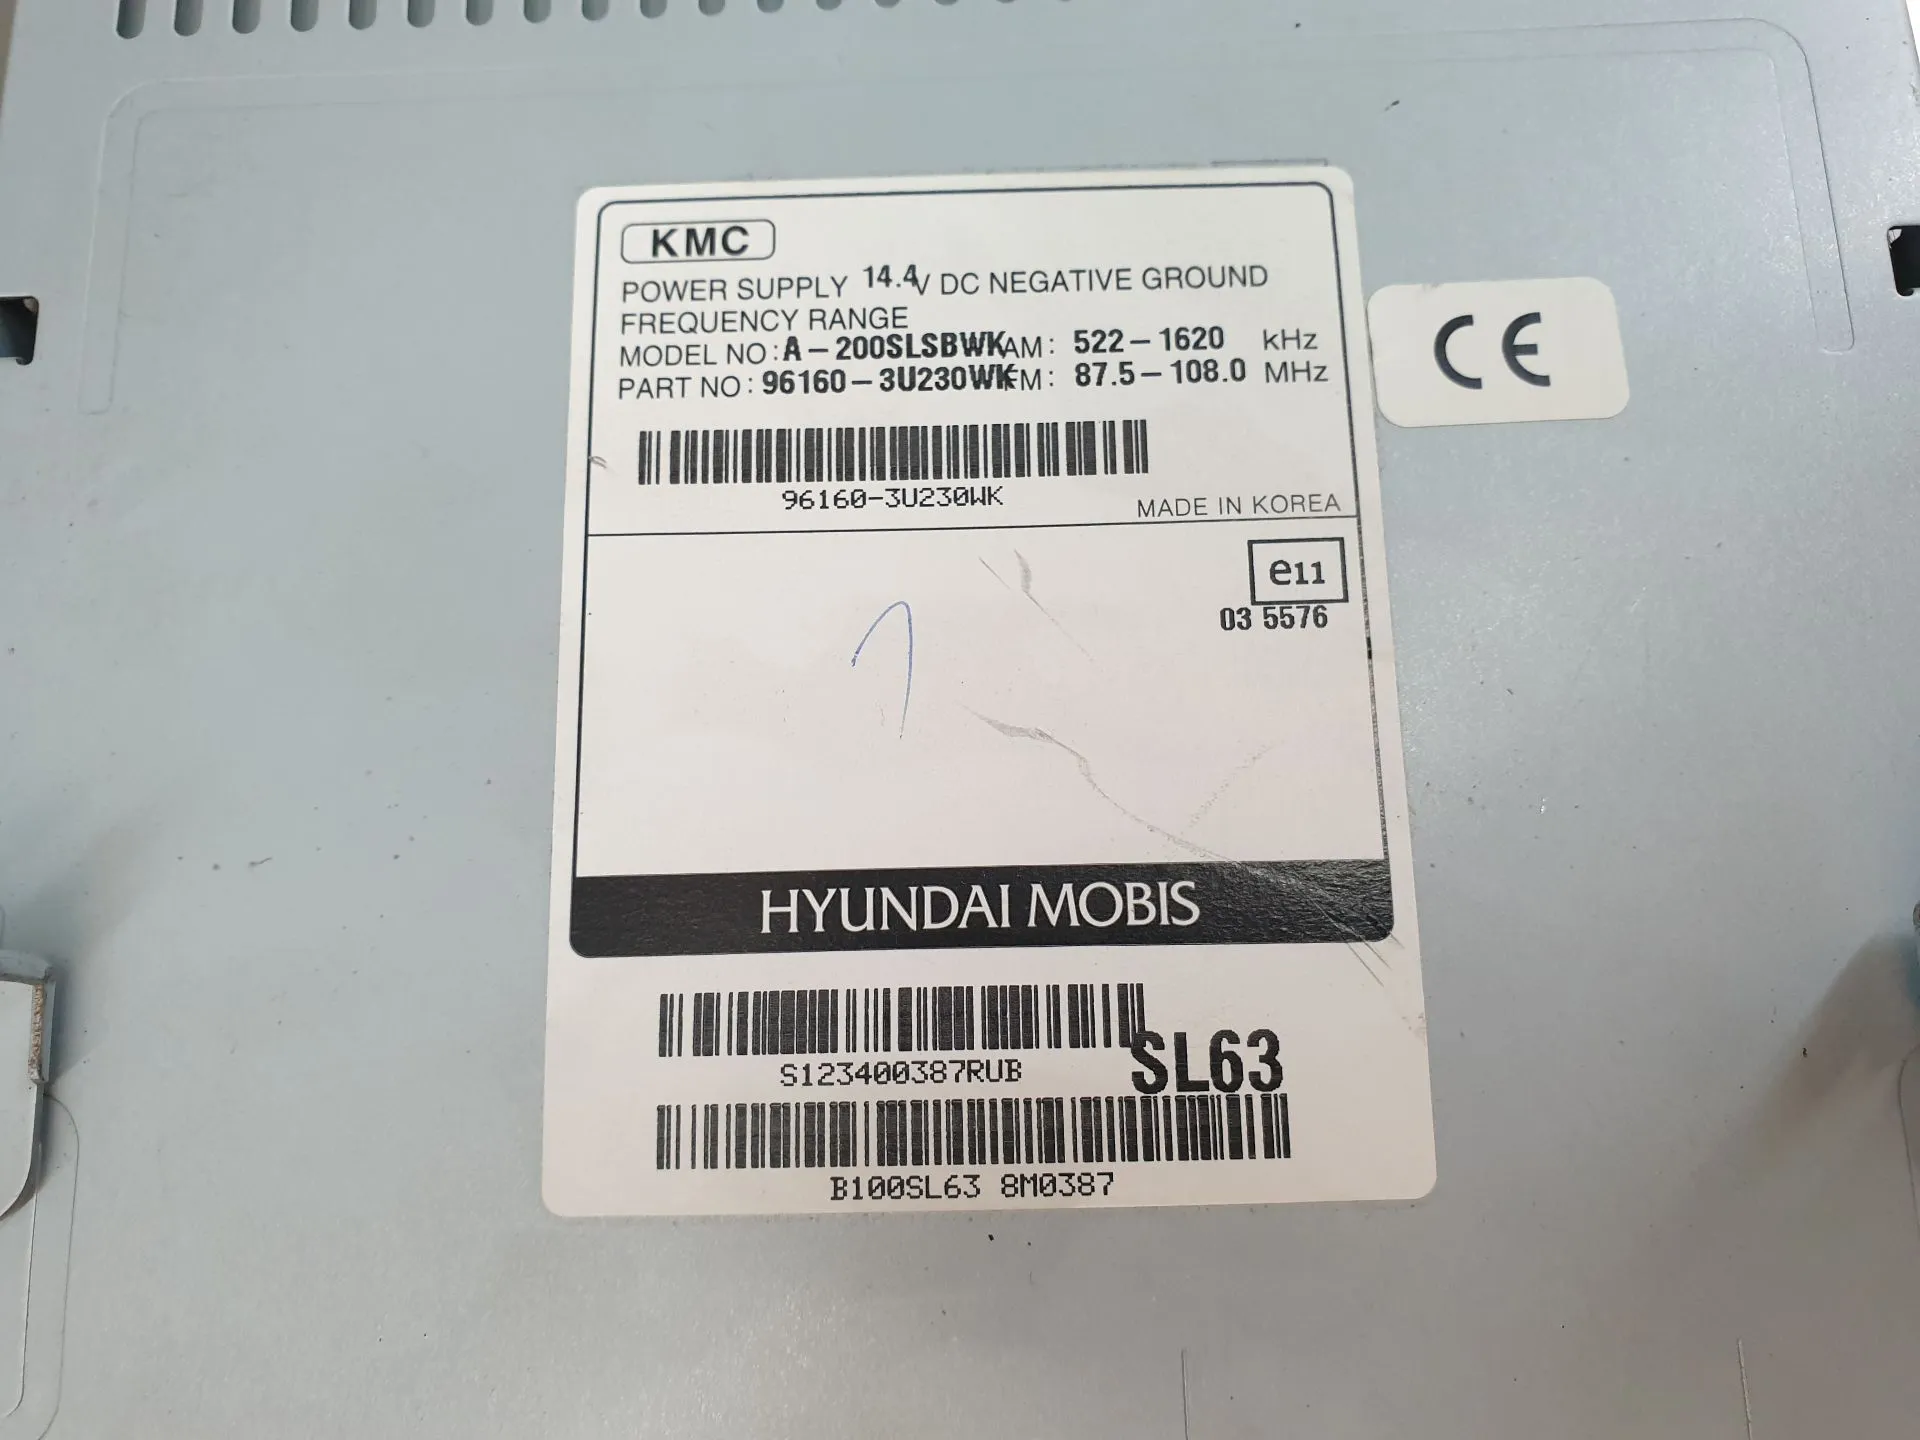 KMC
POWER SUPPLY 14.4V DC NEGATIVE GROUND
FREQUENCY RANGE
MODEL NO: A-200SLSBWK AM: 522-1620 kHz
PART NO: 96160-3U230WK FM: 87.5-108.0 MHz
96160-3U230WK
MADE IN KOREA
CE
e11
03 5576
HYUNDAI MOBIS
S123400387RUB
SL63
B100SL63 8M0387